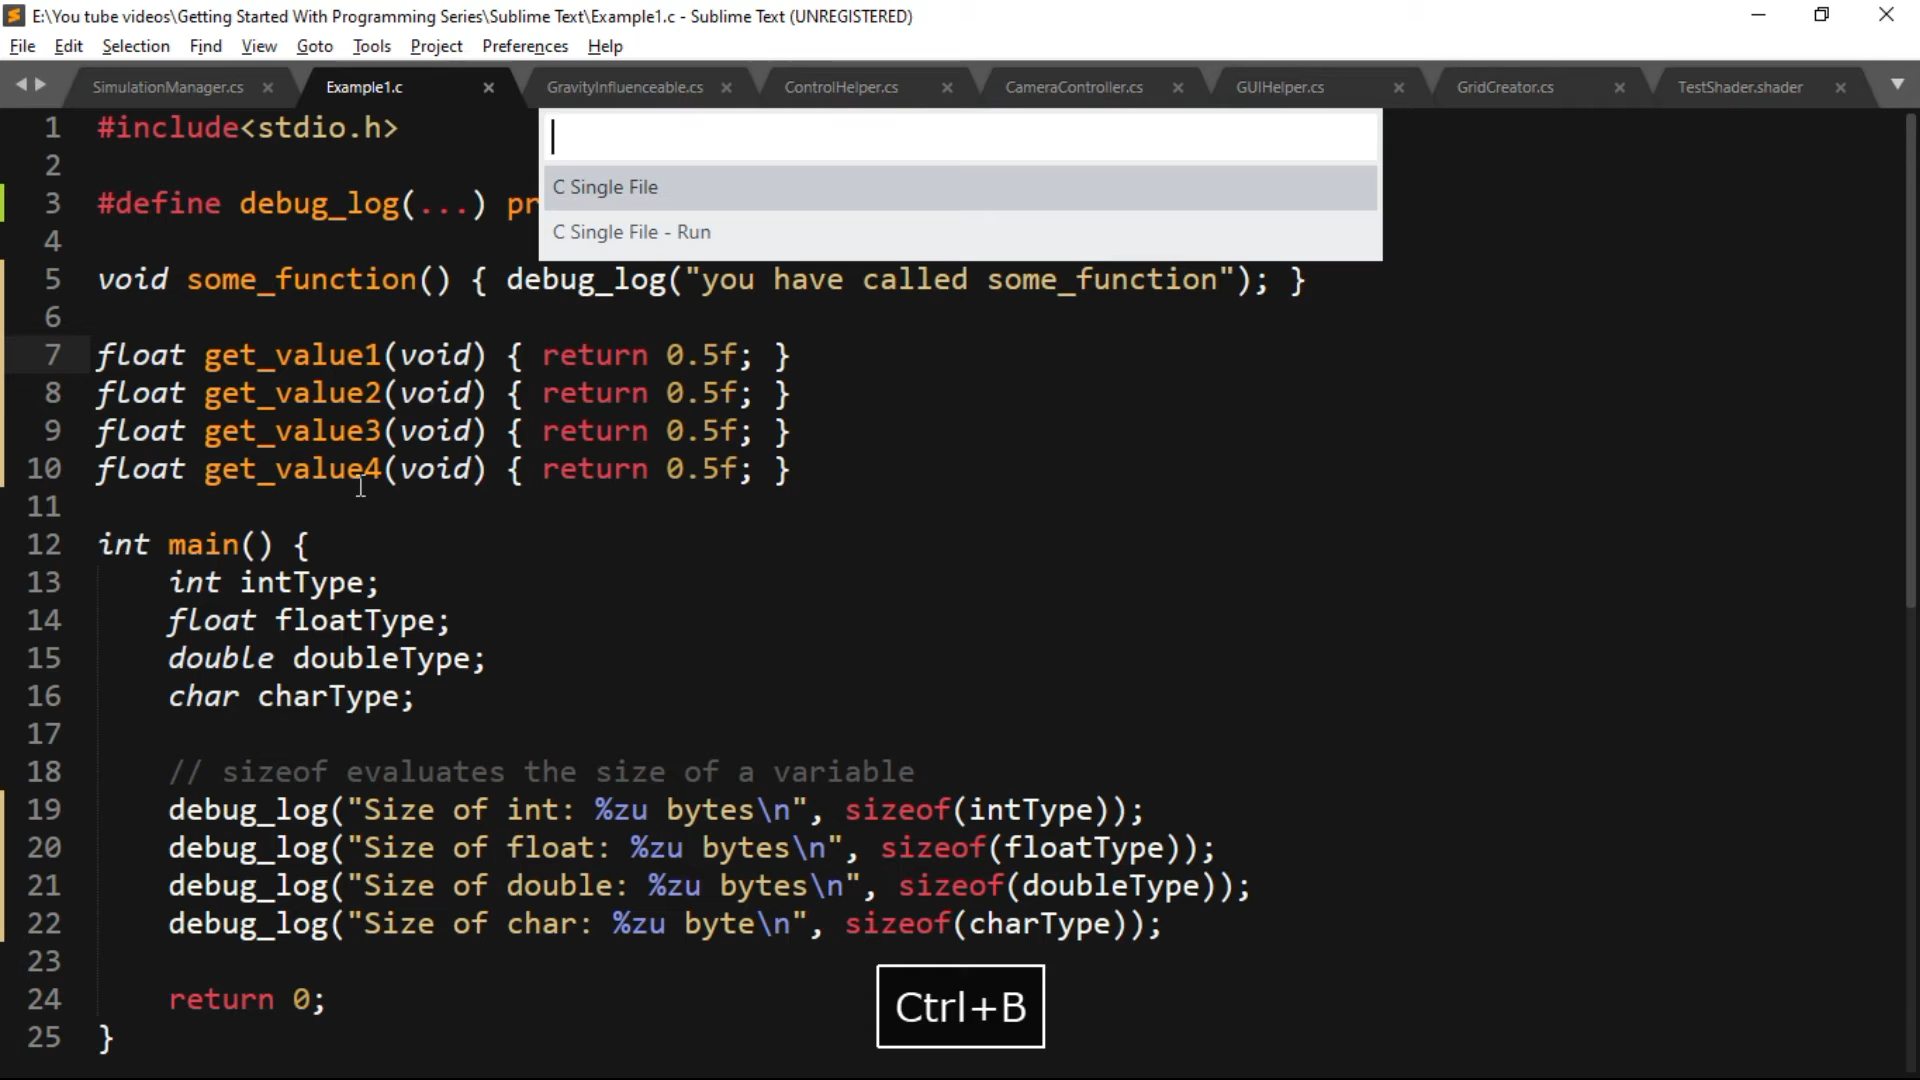 E:\You tube videos\Getting Started With Programming Series\Sublime Text\Example1.c - Sublime Text (UNREGISTERED)
File Edit Selection Find View Goto Tools Project Preferences Help
SimulationManager.cs Example1.c GravityInfluenceable.cs ControlHelper.cs CameraController.cs GUIHelper.cs GridCreator.cs TestShader.shader
C Single File
C Single File - Run
1 #include<stdio.h>
2
3 #define debug_log(...) pr
4
5 void some_function() { debug_log("you have called some_function"); }
6
7 float get_value1(void) { return 0.5f; }
8 float get_value2(void) { return 0.5f; }
9 float get_value3(void) { return 0.5f; }
10 float get_value4(void) { return 0.5f; }
11
12 int main() {
13 int intType;
14 float floatType;
15 double doubleType;
16 char charType;
17
18 // sizeof evaluates the size of a variable
19 debug_log("Size of int: %zu bytes\n", sizeof(intType));
20 debug_log("Size of float: %zu bytes\n", sizeof(floatType));
21 debug_log("Size of double: %zu bytes\n", sizeof(doubleType));
22 debug_log("Size of char: %zu byte\n", sizeof(charType));
23
24 return 0;
25 }
Ctrl+B